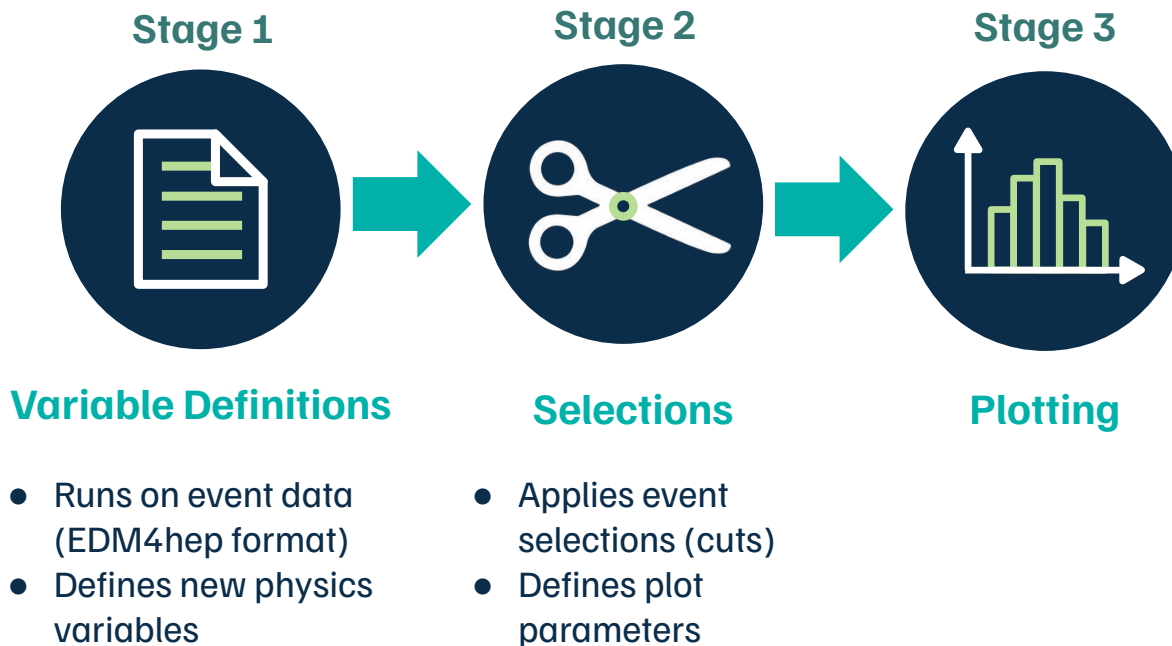 Stage 1
Stage 2
Stage 3
Variable Definitions
Selections
Plotting
● Runs on event data
(EDM4hep format)
● Defines new physics
variables
● Applies event
selections (cuts)
● Defines plot
parameters